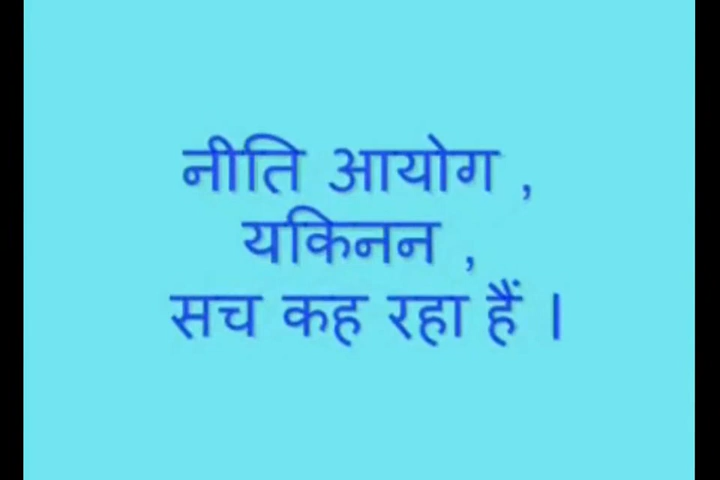 नीति आयोग ,
यकिनन ,
सच कह रहा हैं ।